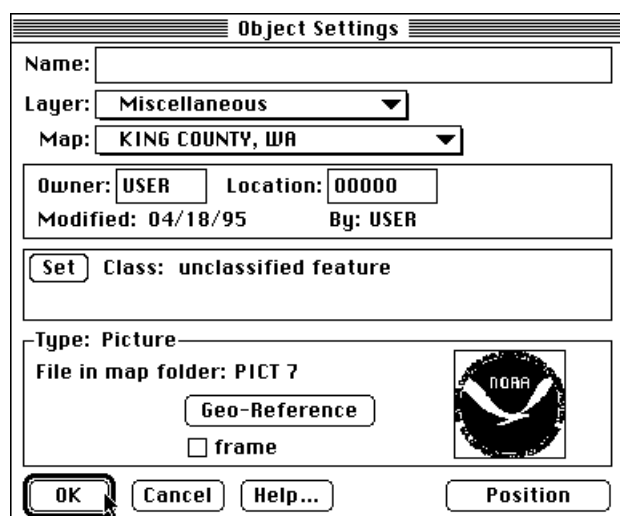 Object Settings
Name:
Layer: Miscellaneous
Map: KING COUNTY, WA
Owner: USER Location: 00000
Modified: 04/18/95 By: USER
Set Class: unclassified feature
Type: Picture
File in map folder: PICT 7
NOAA
Geo-Reference
frame
OK Cancel Help... Position